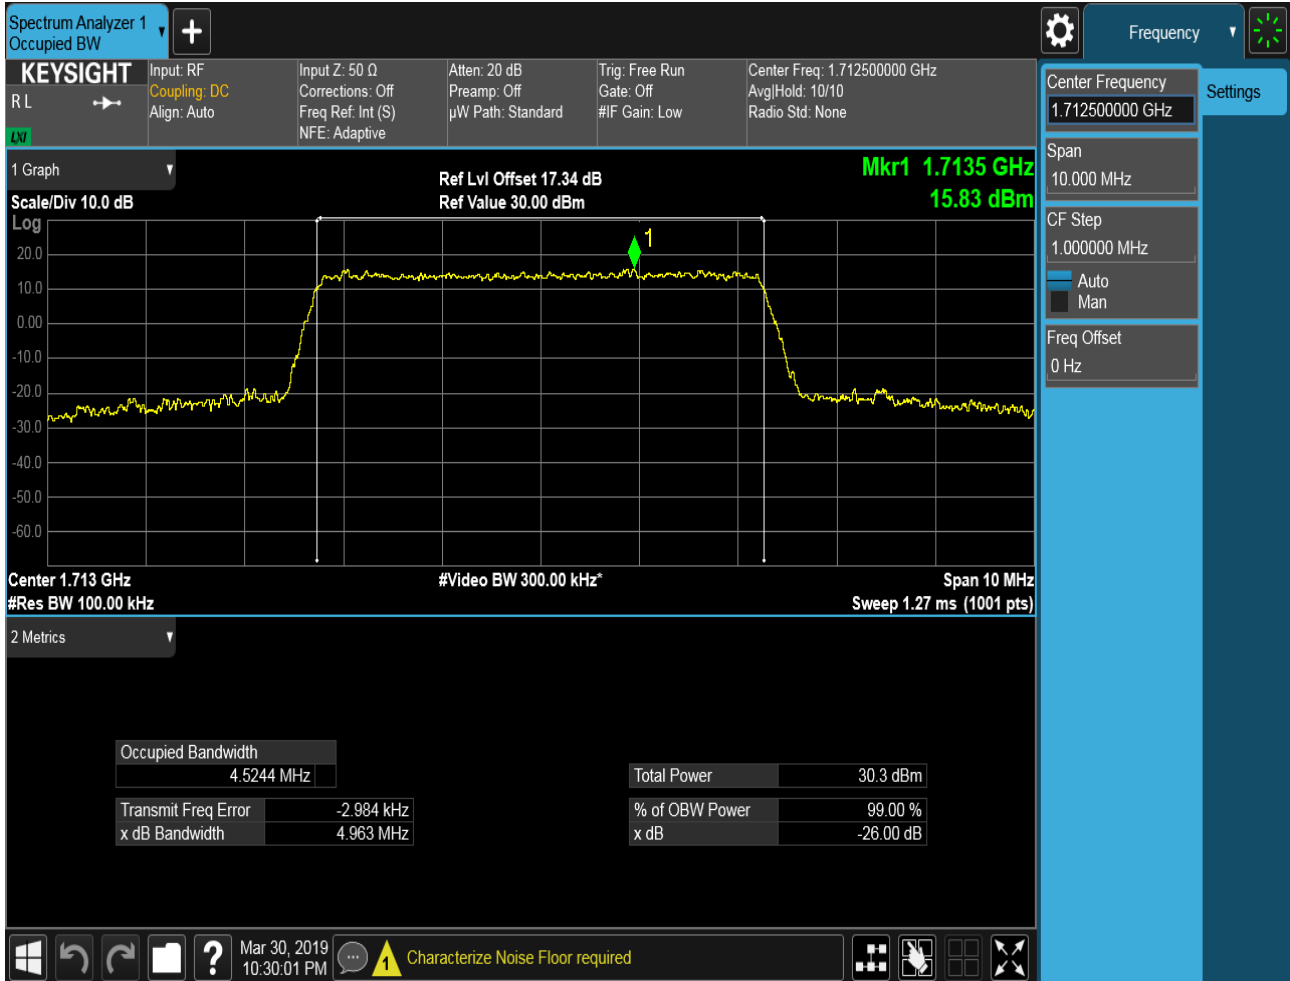 Spectrum Analyzer 1
Occupied BW
Frequency
KEYSIGHT
R L
LXI
Input: RF
Coupling: DC
Align: Auto
Input Z: 50 Ω
Corrections: Off
Freq Ref: Int (S)
NFE: Adaptive
Atten: 20 dB
Preamp: Off
µW Path: Standard
Trig: Free Run
Gate: Off
#IF Gain: Low
Center Freq: 1.712500000 GHz
Avg|Hold: 10/10
Radio Std: None
Center Frequency
1.712500000 GHz
Settings
Span
10.000 MHz
CF Step
1.000000 MHz
Auto
Man
Freq Offset
0 Hz
1 Graph
Scale/Div 10.0 dB
Ref Lvl Offset 17.34 dB
Ref Value 30.00 dBm
Mkr1 1.7135 GHz
15.83 dBm
Log
1
20.0
10.0
0.00
-10.0
-20.0
-30.0
-40.0
-50.0
-60.0
Center 1.713 GHz
#Video BW 300.00 kHz*
Span 10 MHz
#Res BW 100.00 kHz
Sweep 1.27 ms (1001 pts)
2 Metrics
Occupied Bandwidth
4.5244 MHz
Total Power 30.3 dBm
Transmit Freq Error -2.984 kHz
% of OBW Power 99.00 %
x dB Bandwidth 4.963 MHz
x dB -26.00 dB
?
Mar 30, 2019
10:30:01 PM
1
Characterize Noise Floor required